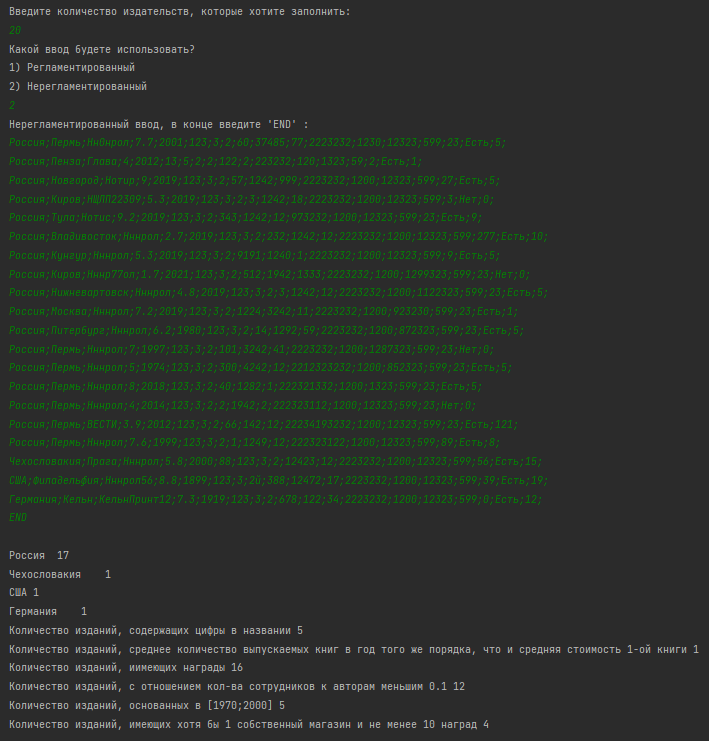 Введите количество издательств, которые хотите заполнить:
20
Какой ввод будете использовать?
1) Регламентированный
2) Нерегламентированный
2
Нерегламентированный ввод, в конце введите 'END' :
Россия;Пермь;НнОнрол;7.7;2001;123;3;2;60;37485;77;2223232;1230;12323;599;23;Есть;5;
Россия;Пенза;Глава;4;2012;13;5;2;2;122;2;223232;120;1323;59;2;Есть;1;
Россия;Новгород;Натир;9;2019;123;3;2;57;1242;999;2223232;1200;12323;599;27;Есть;5;
Россия;Киров;НЩЛП22309;5.3;2019;123;3;2;3;1242;18;2223232;1200;12323;599;3;Нет;0;
Россия;Тула;Натис;9.2;2019;123;3;2;343;1242;12;973232;1200;12323;599;23;Есть;9;
Россия;Владивосток;Нннрол;2.7;2019;123;3;2;232;1242;12;2223232;1200;12323;599;277;Есть;10;
Россия;Кунгур;Нннрол;5.3;2019;123;3;2;9191;1240;1;2223232;1200;12323;599;9;Есть;5;
Россия;Киров;Нннр77ол;1.7;2021;123;3;2;512;1942;1333;2223232;1200;1299323;599;23;Нет;0;
Россия;Нижневартовск;Нннрол;4.8;2019;123;3;2;3;1242;12;2223232;1200;1122323;599;23;Есть;5;
Россия;Москва;Нннрол;7.2;2019;123;3;2;1224;3242;11;2223232;1200;923230;599;23;Есть;1;
Россия;Питербург;Нннрол;6.2;1980;123;3;2;14;1292;59;2223232;1200;872323;599;23;Есть;5;
Россия;Пермь;Нннрол;7;1997;123;3;2;101;3242;41;2223232;1200;1287323;599;23;Нет;0;
Россия;Пермь;Нннрол;5;1974;123;3;2;300;4242;12;2212323232;1200;852323;599;23;Есть;5;
Россия;Пермь;Нннрол;8;2018;123;3;2;40;1282;1;222321332;1200;1323;599;23;Есть;5;
Россия;Пермь;Нннрол;4;2014;123;3;2;2;1942;2;222323112;1200;12323;599;23;Нет;0;
Россия;Пермь;ВЕСТИ;3.9;2012;123;3;2;66;142;12;22234193232;1200;12323;599;23;Есть;121;
Россия;Пермь;Нннрол;7.6;1999;123;3;2;1;1249;12;222323122;1200;12323;599;89;Есть;8;
Чехословакия;Прага;Нннрол;5.8;2000;88;123;3;2;12423;12;2223232;1200;12323;599;56;Есть;15;
США;Филадельфия;Нннрол56;8.8;1899;123;3;20;388;12472;17;2223232;1200;12323;599;39;Есть;19;
Германия;Кельн;КельнПринт12;7.3;1919;123;3;2;678;122;34;2223232;1200;12323;599;0;Есть;12;
END
Россия 17
Чехословакия 1
США 1
Германия 1
Количество изданий, содержащих цифры в названии 5
Количество изданий, среднее количество выпускаемых книг в год того же порядка, что и средняя стоимость 1-ой книги 1
Количество изданий, иимеющих награды 16
Количество изданий, с отношением кол-ва сотрудников к авторам меньшим 0.1 12
Количество изданий, основанных в [1970;2000] 5
Количество изданий, имеющих хотя бы 1 собственный магазин и не менее 10 наград 4